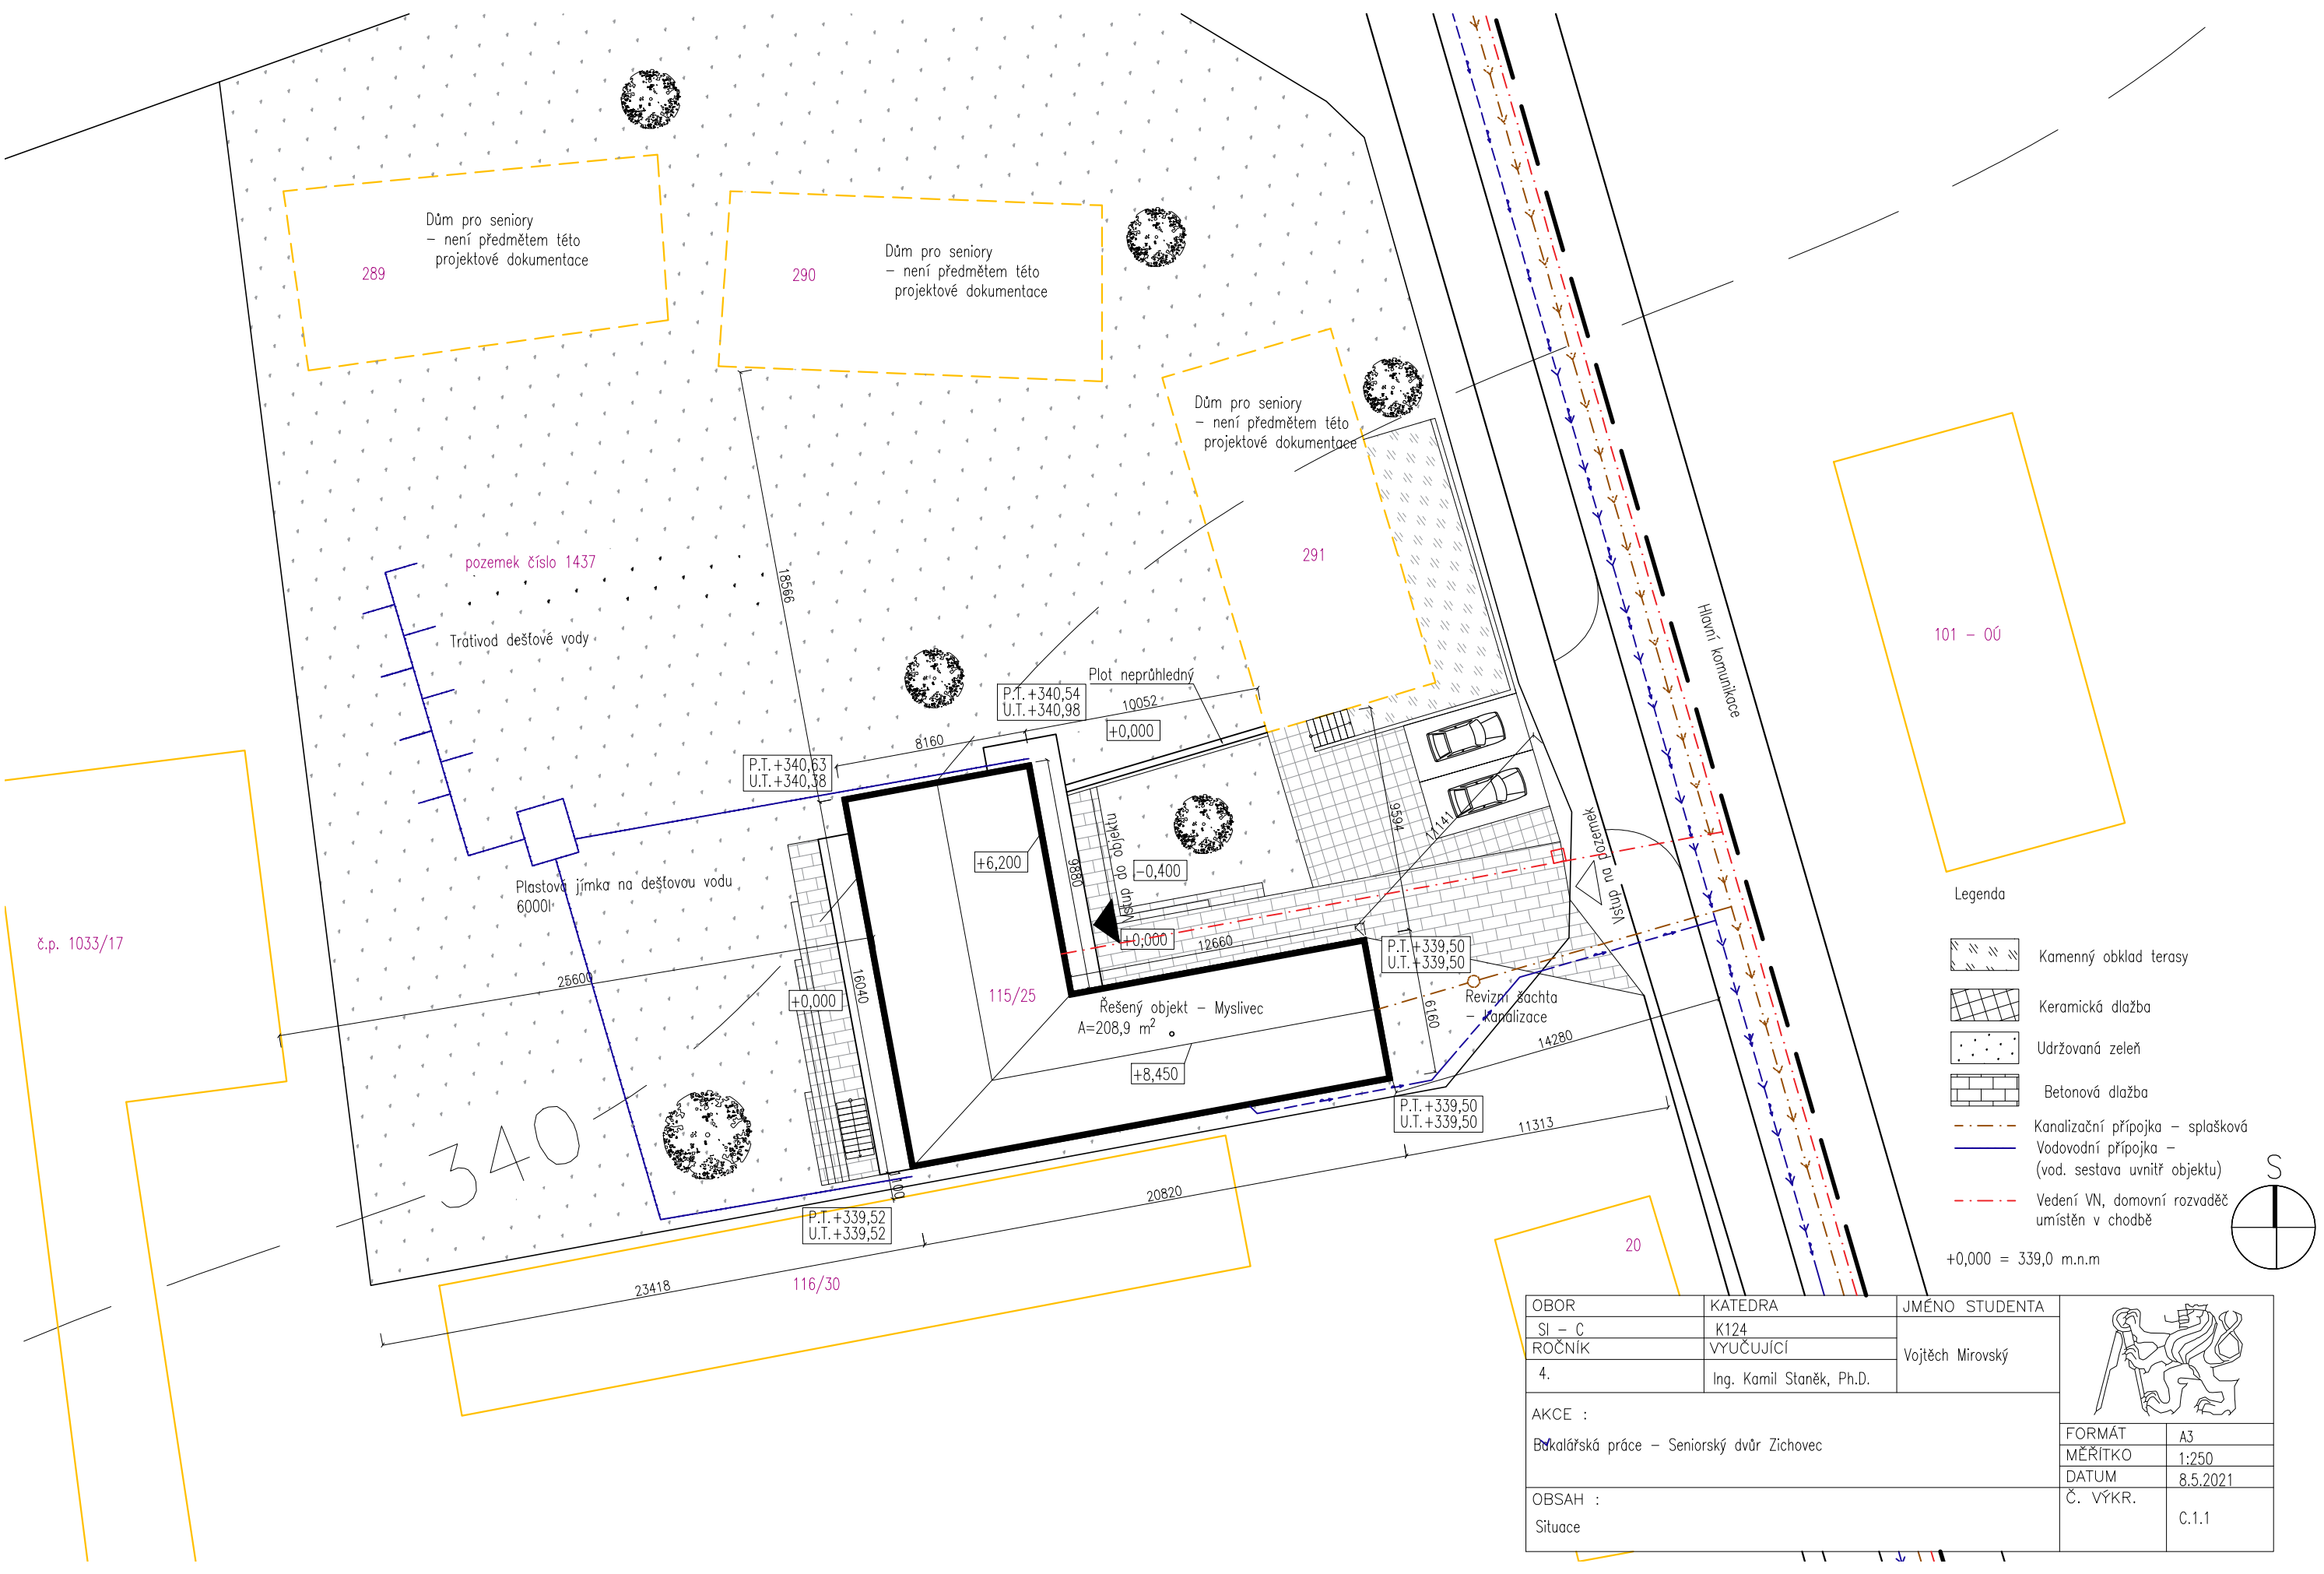 Dům pro seniory
– není předmětem této
projektové dokumentace
289
Dům pro seniory
– není předmětem této
projektové dokumentace
290
Dům pro seniory
– není předmětem této
projektové dokumentace
291
pozemek číslo 1437
Trativod dešťové vody
18566
Hlavní komunikace
101 – OÚ
Plot neprůhledný
P.T.+340,54
U.T.+340,98
10052
+0,000
8160
P.T.+340,63
U.T.+340,38
+6,200
9880
Vstup do objektu
-0,400
9594
11141
Vstup na pozemek
Plastová jímka na dešťovou vodu
6000l
č.p. 1033/17
25600
+0,000
16040
+0,000
12660
P.T.+339,50
U.T.+339,50
115/25
Řešený objekt – Myslivec
A=208,9 m²
+8,450
6160
Revizní šachta
– kanalizace
14280
P.T.+339,50
U.T.+339,50
11313
340
1100
P.T.+339,52
U.T.+339,52
20820
23418
116/30
20
Legenda
Kamenný obklad terasy
Keramická dlažba
Udržovaná zeleň
Betonová dlažba
Kanalizační přípojka – splašková
Vodovodní přípojka –
(vod. sestava uvnitř objektu)
Vedení VN, domovní rozvaděč
umístěn v chodbě
S
+0,000 = 339,0 m.n.m
OBOR
KATEDRA
JMÉNO STUDENTA
SI – C
K124
ROČNÍK
VYUČUJÍCÍ
Vojtěch Mirovský
4.
Ing. Kamil Staněk, Ph.D.
AKCE :
Bakalářská práce – Seniorský dvůr Zichovec
FORMÁT
A3
MĚŘÍTKO
1:250
DATUM
8.5.2021
OBSAH :
Č. VÝKR.
Situace
C.1.1